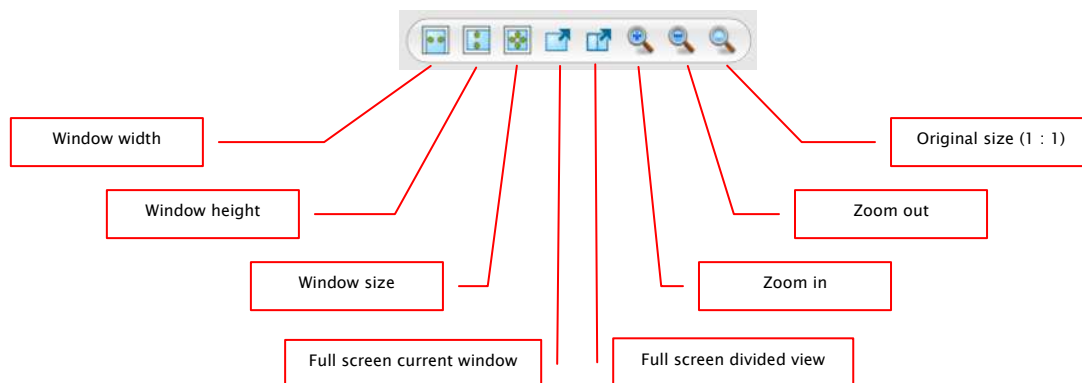 Window width
Original size (1 : 1)
Window height
Zoom out
Window size
Zoom in
Full screen current window
Full screen divided view